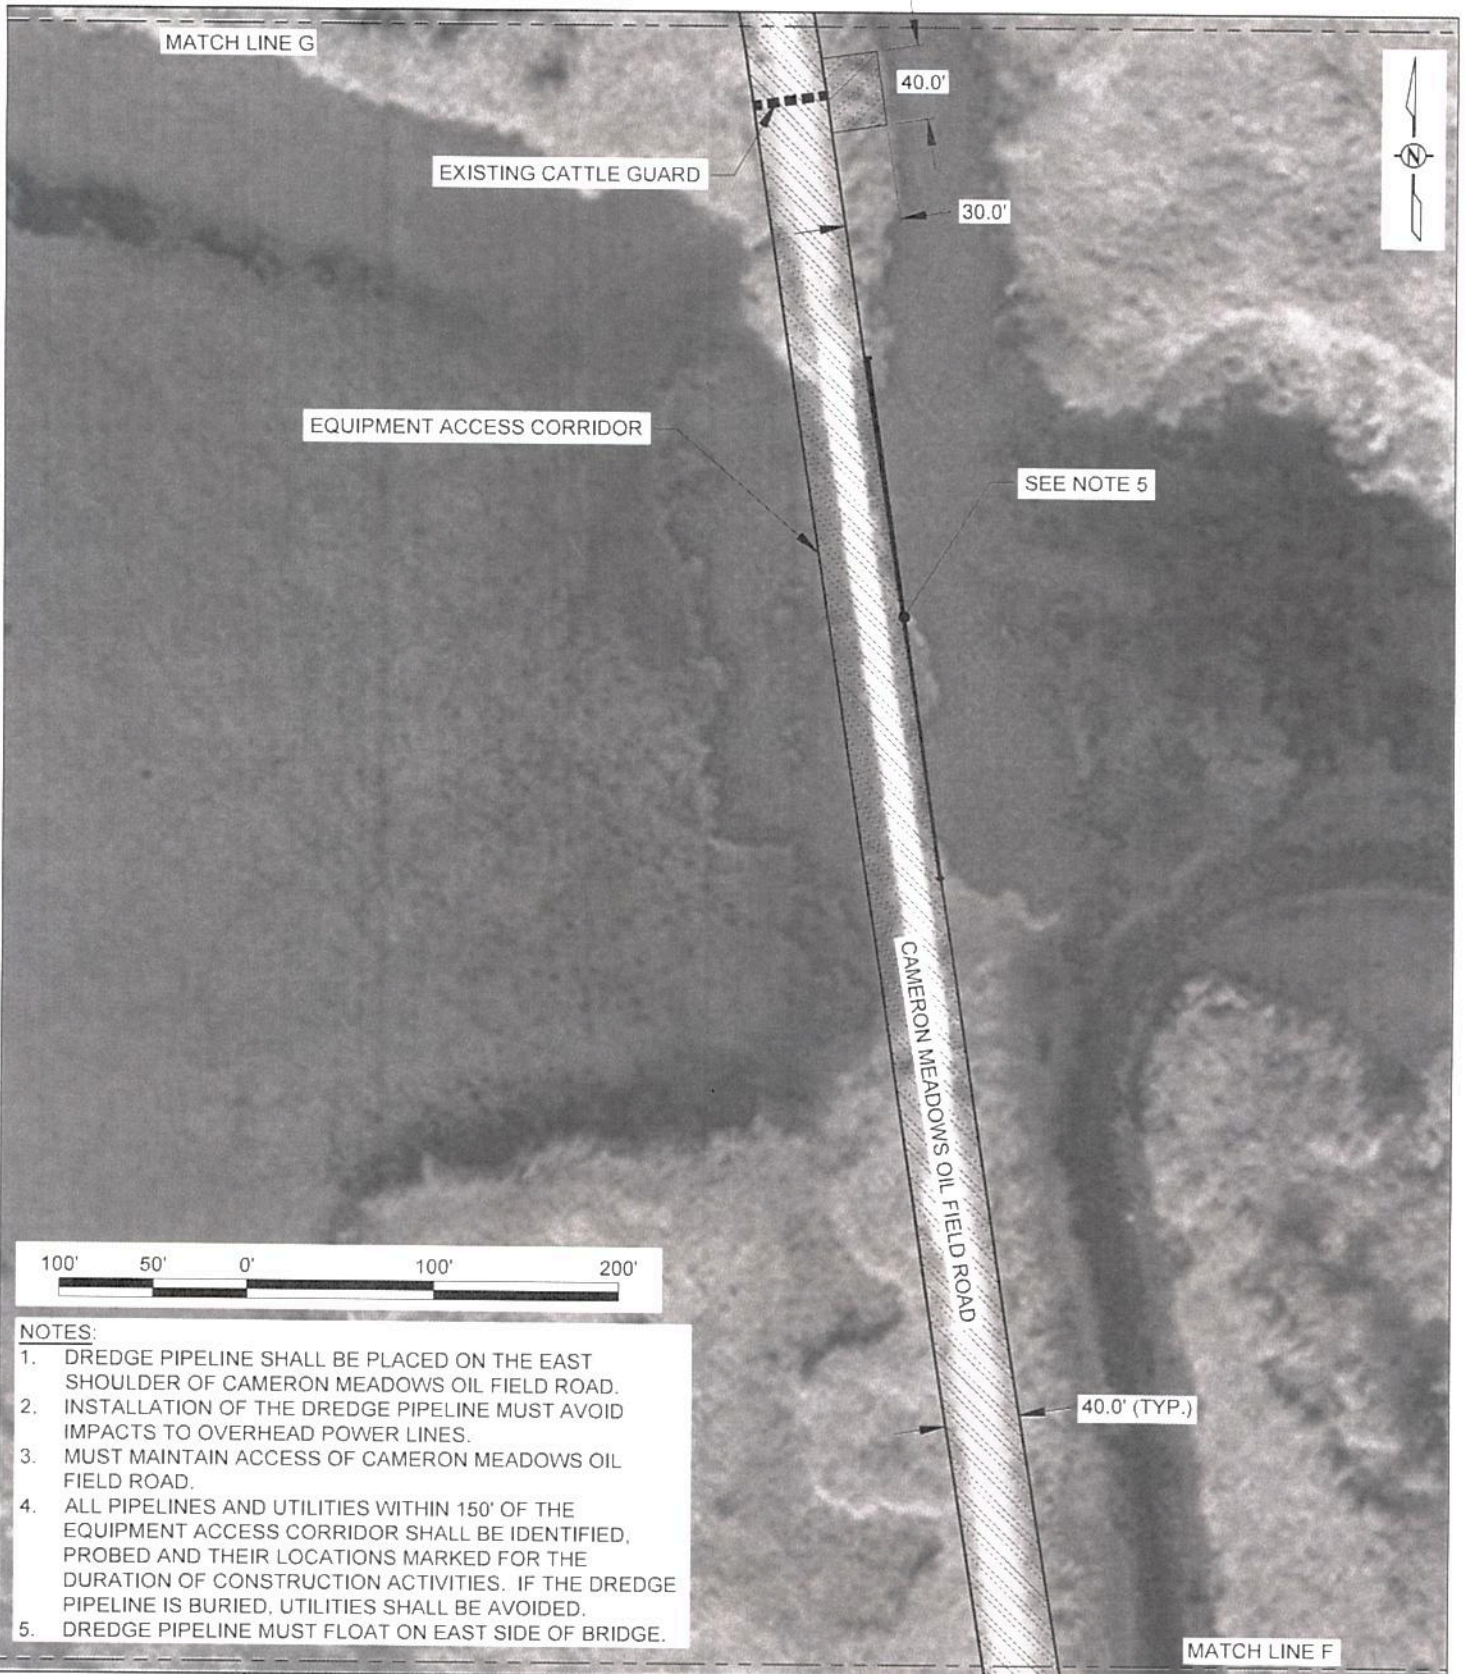 MATCH LINE G
40.0'
N
EXISTING CATTLE GUARD
30.0'
EQUIPMENT ACCESS CORRIDOR
SEE NOTE 5
CAMERON MEADOWS OIL FIELD ROAD
100' 50' 0' 100' 200'
40.0' (TYP.)
NOTES:
1. DREDGE PIPELINE SHALL BE PLACED ON THE EAST
SHOULDER OF CAMERON MEADOWS OIL FIELD ROAD.
2. INSTALLATION OF THE DREDGE PIPELINE MUST AVOID
IMPACTS TO OVERHEAD POWER LINES.
3. MUST MAINTAIN ACCESS OF CAMERON MEADOWS OIL
FIELD ROAD.
4. ALL PIPELINES AND UTILITIES WITHIN 150' OF THE
EQUIPMENT ACCESS CORRIDOR SHALL BE IDENTIFIED,
PROBED AND THEIR LOCATIONS MARKED FOR THE
DURATION OF CONSTRUCTION ACTIVITIES. IF THE DREDGE
PIPELINE IS BURIED, UTILITIES SHALL BE AVOIDED.
5. DREDGE PIPELINE MUST FLOAT ON EAST SIDE OF BRIDGE.
MATCH LINE F